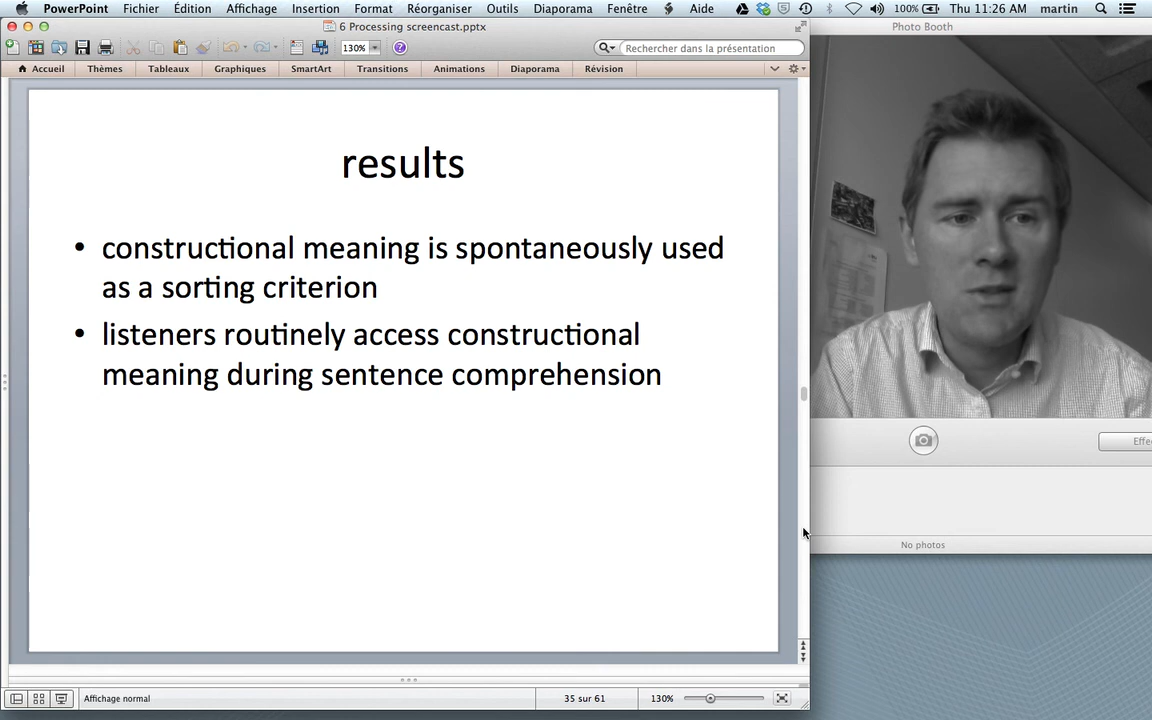 PowerPoint Fichier Édition Affichage Insertion Format Réorganiser Outils Diaporama Fenêtre Aide 100% Thu 11:26 AM martin
6 Processing screencast.pptx
Photo Booth
130%
Rechercher dans la présentation
Accueil Thèmes Tableaux Graphiques SmartArt Transitions Animations Diaporama Révision
results
• constructional meaning is spontaneously used
as a sorting criterion
• listeners routinely access constructional
meaning during sentence comprehension
Effe
No photos
Affichage normal 35 sur 61 130%